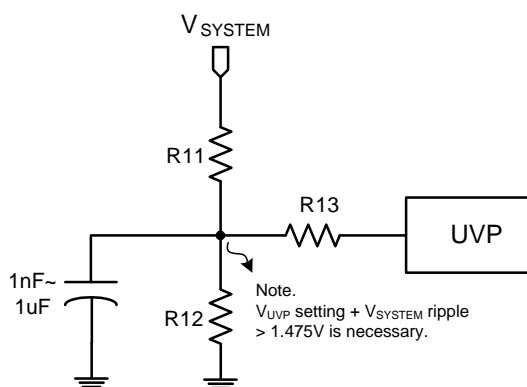 VSYSTEM
R11
R13
UVP
1nF~
1uF
R12
Note.
VUVP setting + VSYSTEM ripple
> 1.475V is necessary.